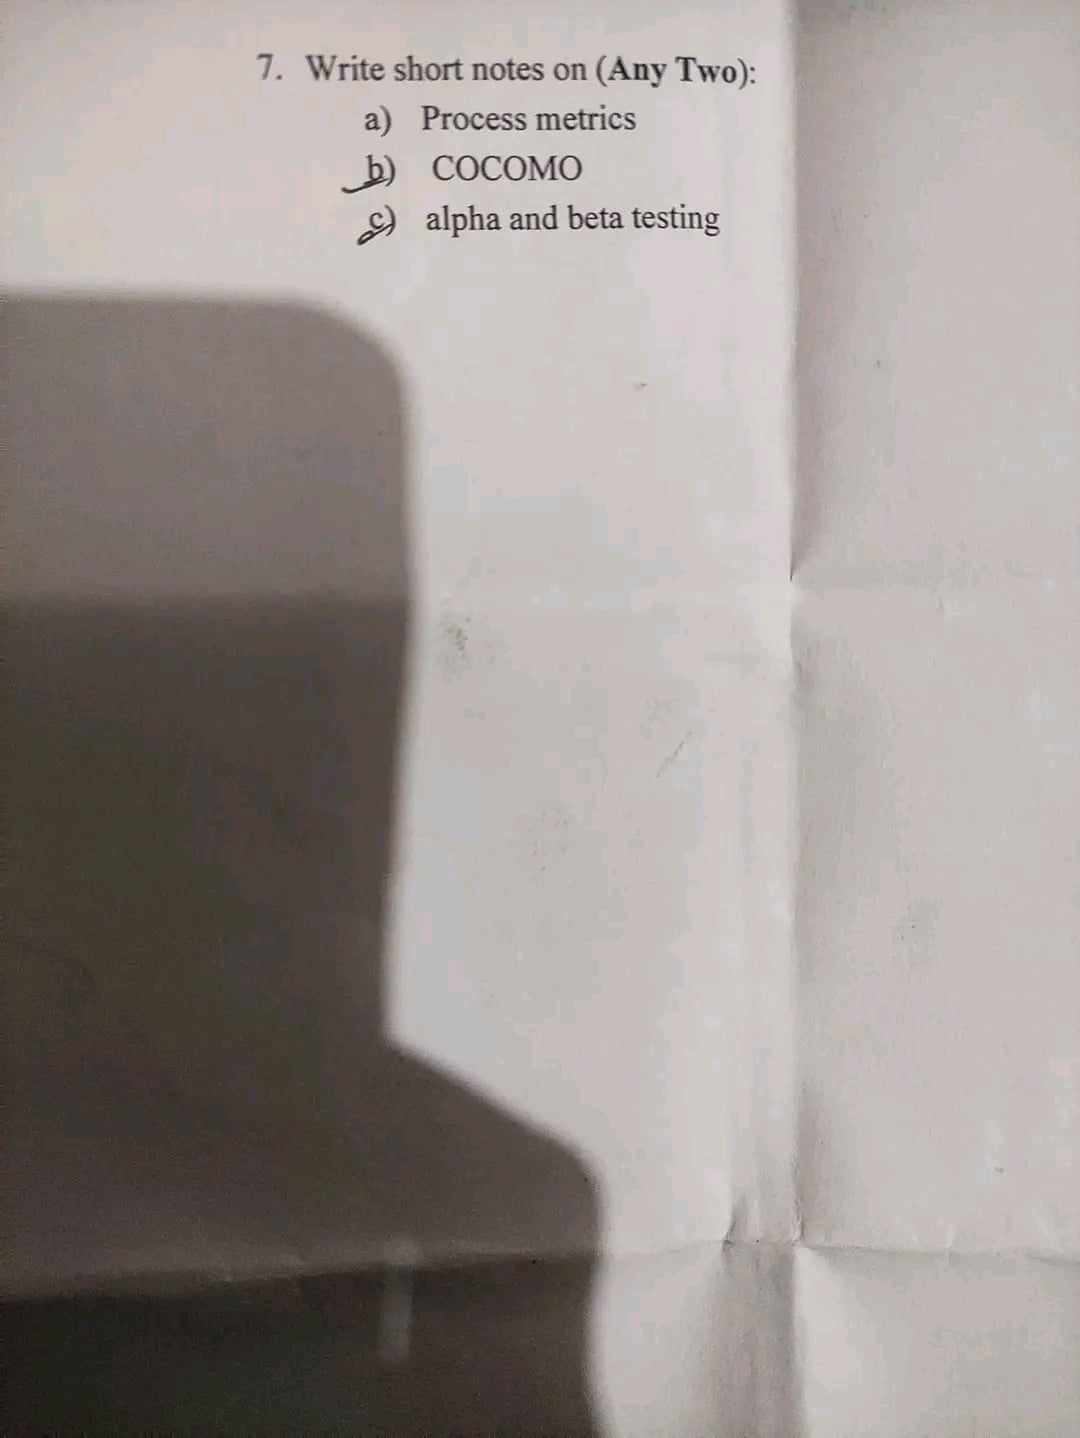 7. Write short notes on (Any Two):
a) Process metrics
b) COCOMO
c) alpha and beta testing